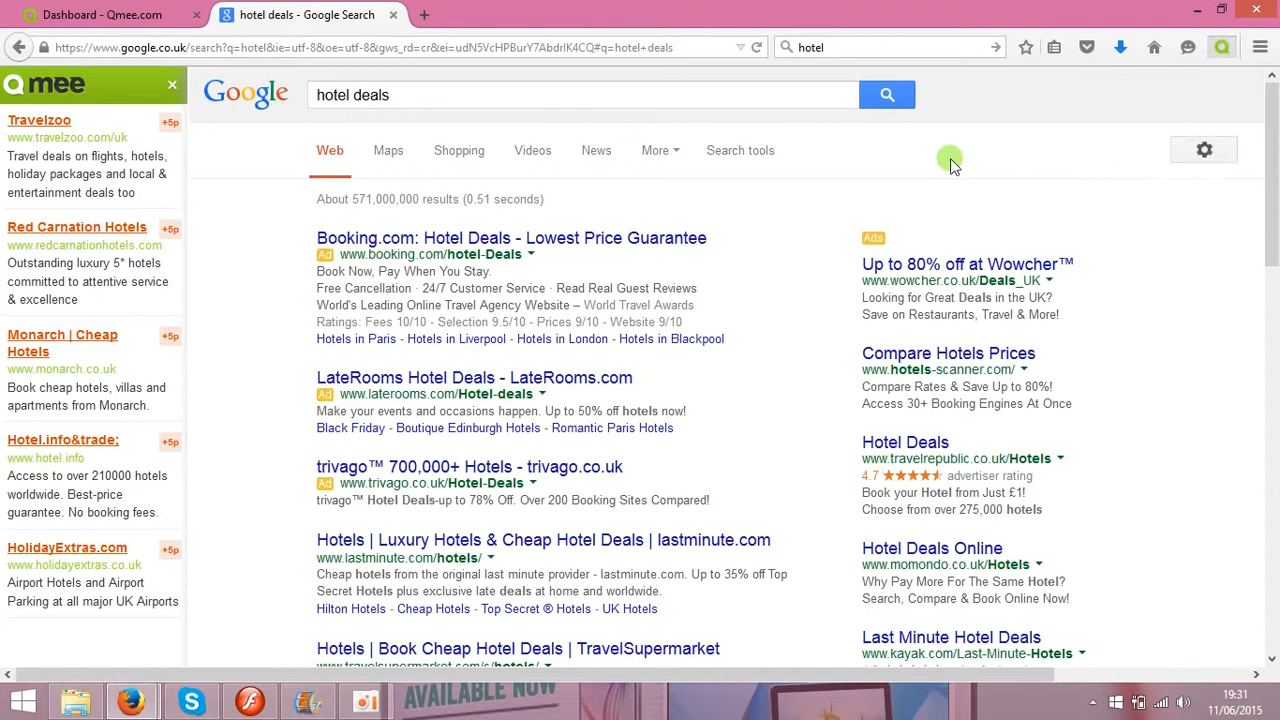 Dashboard - Qmee.com
hotel deals - Google Search
https://www.google.co.uk/search?q=hotel&ie=utf-8&oe=utf-8&gws_rd=cr&ei=udN5VcHPBurY7AbdrlK4CQ#q=hotel+deals
hotel
Qmee
Travelzoo
+5p
www.travelzoo.com/uk
Travel deals on flights, hotels,
holiday packages and local &
entertainment deals too
Red Carnation Hotels
+5p
www.redcarnationhotels.com
Outstanding luxury 5* hotels
committed to attentive service
& excellence
Monarch | Cheap
Hotels
+5p
www.monarch.co.uk
Book cheap hotels, villas and
apartments from Monarch.
Hotel.info&trade;
+5p
www.hotel.info
Access to over 210000 hotels
worldwide. Best-price
guarantee. No booking fees.
HolidayExtras.com
+5p
www.holidayextras.co.uk
Airport Hotels and Airport
Parking at all major UK Airports
Google
hotel deals
Web Maps Shopping Videos News More Search tools
About 571,000,000 results (0.51 seconds)
Booking.com: Hotel Deals - Lowest Price Guarantee
Ad www.booking.com/hotel-Deals
Book Now, Pay When You Stay.
Free Cancellation · 24/7 Customer Service · Read Real Guest Reviews
World's Leading Online Travel Agency Website – World Travel Awards
Ratings: Fees 10/10 - Selection 9.5/10 - Prices 9/10 - Website 9/10
Hotels in Paris - Hotels in Liverpool - Hotels in London - Hotels in Blackpool
LateRooms Hotel Deals - LateRooms.com
Ad www.laterooms.com/Hotel-deals
Make your events and occasions happen. Up to 50% off hotels now!
Black Friday - Boutique Edinburgh Hotels - Romantic Paris Hotels
trivago™ 700,000+ Hotels - trivago.co.uk
Ad www.trivago.co.uk/Hotel-Deals
trivago™ Hotel Deals-up to 78% Off. Over 200 Booking Sites Compared!
Hotels | Luxury Hotels & Cheap Hotel Deals | lastminute.com
www.lastminute.com/hotels/
Cheap hotels from the original last minute provider - lastminute.com. Up to 35% off Top
Secret Hotels plus exclusive late deals at home and worldwide.
Hilton Hotels - Cheap Hotels - Top Secret ® Hotels - UK Hotels
Hotels | Book Cheap Hotel Deals | TravelSupermarket
www.travelsupermarket.com/c/hotels/
Ads
Up to 80% off at Wowcher™
www.wowcher.co.uk/Deals_UK
Looking for Great Deals in the UK?
Save on Restaurants, Travel & More!
Compare Hotels Prices
www.hotels-scanner.com/
Compare Rates & Save Up to 80%!
Access 30+ Booking Engines At Once
Hotel Deals
www.travelrepublic.co.uk/Hotels
4.7 advertiser rating
Book your Hotel from Just £1!
Choose from over 275,000 hotels
Hotel Deals Online
www.momondo.co.uk/Hotels
Why Pay More For The Same Hotel?
Search, Compare & Book Online Now!
Last Minute Hotel Deals
www.kayak.com/Last-Minute-Hotels
AVAILABLE NOW
19:31
11/06/2015